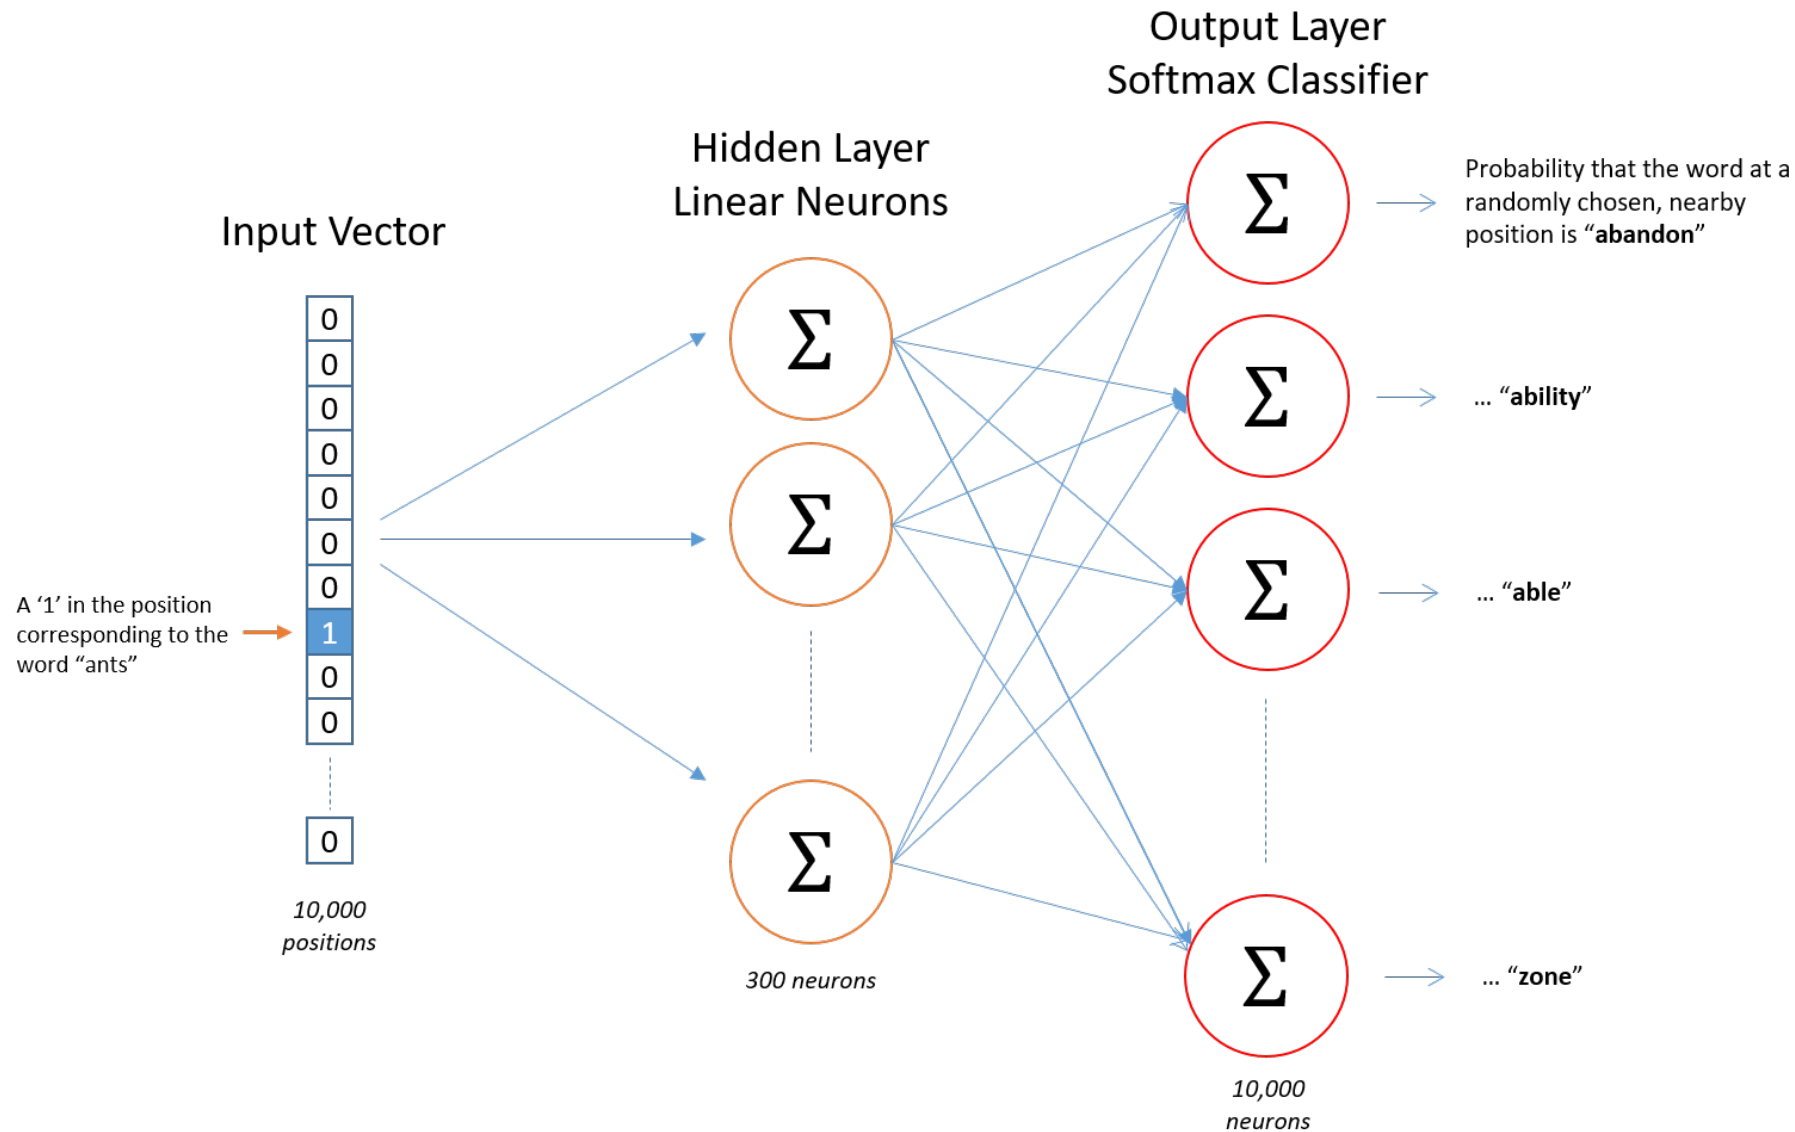 Output Layer
Softmax Classifier
Hidden Layer
Linear Neurons
Input Vector
0
0
0
0
0
0
0
1
0
0
0
A ‘1’ in the position
corresponding to the
word “ants”
10,000
positions
Σ
Σ
Σ
300 neurons
Σ
Σ
Σ
Σ
10,000
neurons
Probability that the word at a
randomly chosen, nearby
position is “abandon”
... “ability”
... “able”
... “zone”